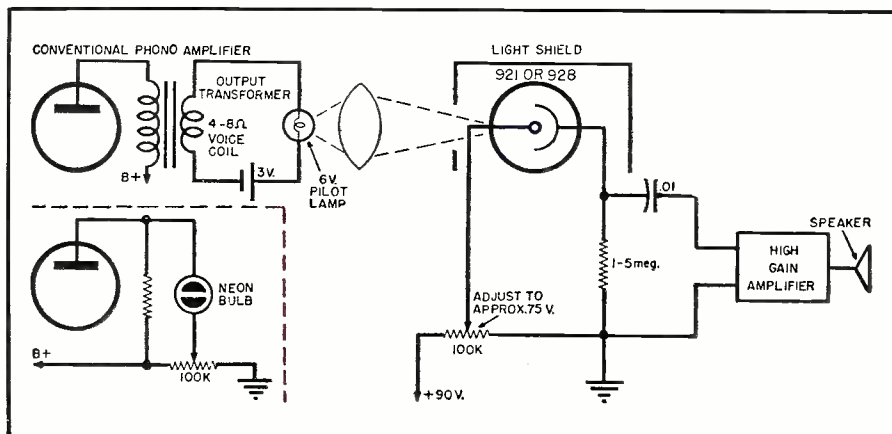 CONVENTIONAL PHONO AMPLIFIER
OUTPUT
TRANSFORMER
4-8Ω
VOICE
COIL
B+
3V.
6V.
PILOT
LAMP
LIGHT SHIELD
921 OR 928
.01
1-5meg.
HIGH
GAIN
AMPLIFIER
SPEAKER
ADJUST TO
APPROX.75 V.
100K
+90V.
NEON
BULB
B+
100K